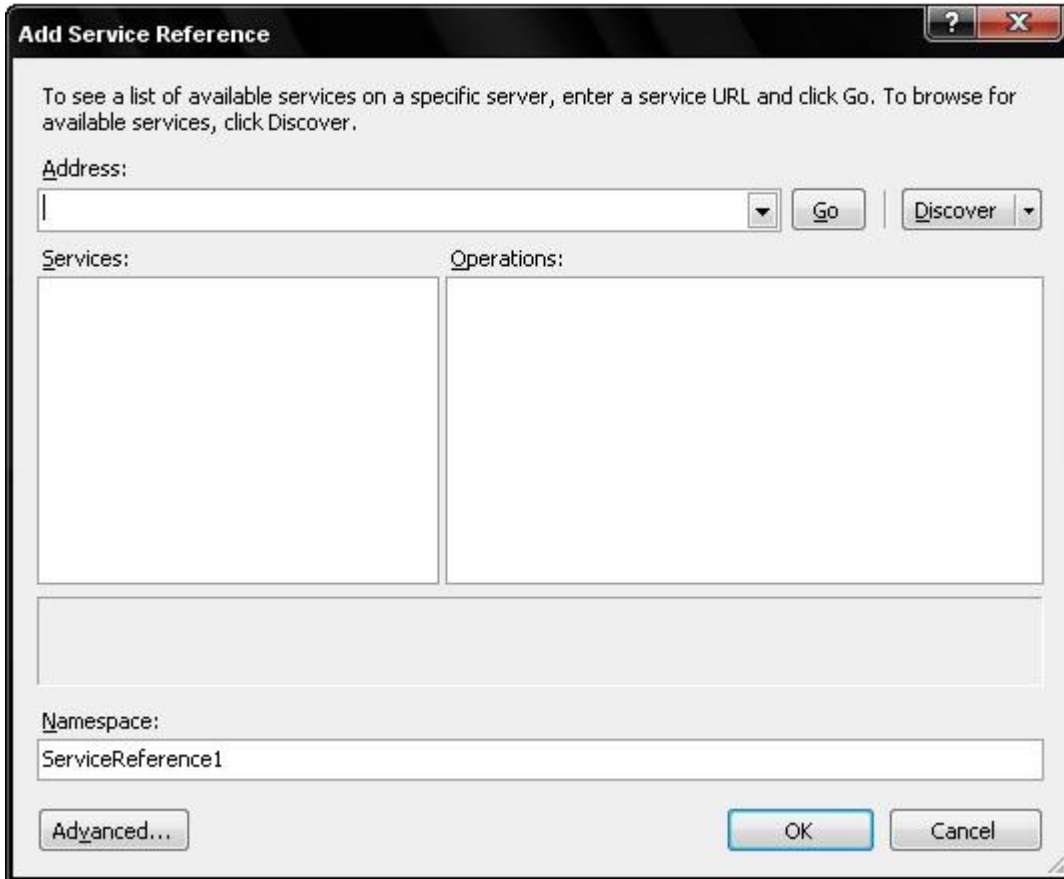 Add Service Reference
?
X
To see a list of available services on a specific server, enter a service URL and click Go. To browse for
available services, click Discover.
Address:
Go
Discover
Services:
Operations:
Namespace:
ServiceReference1
Advanced...
OK
Cancel